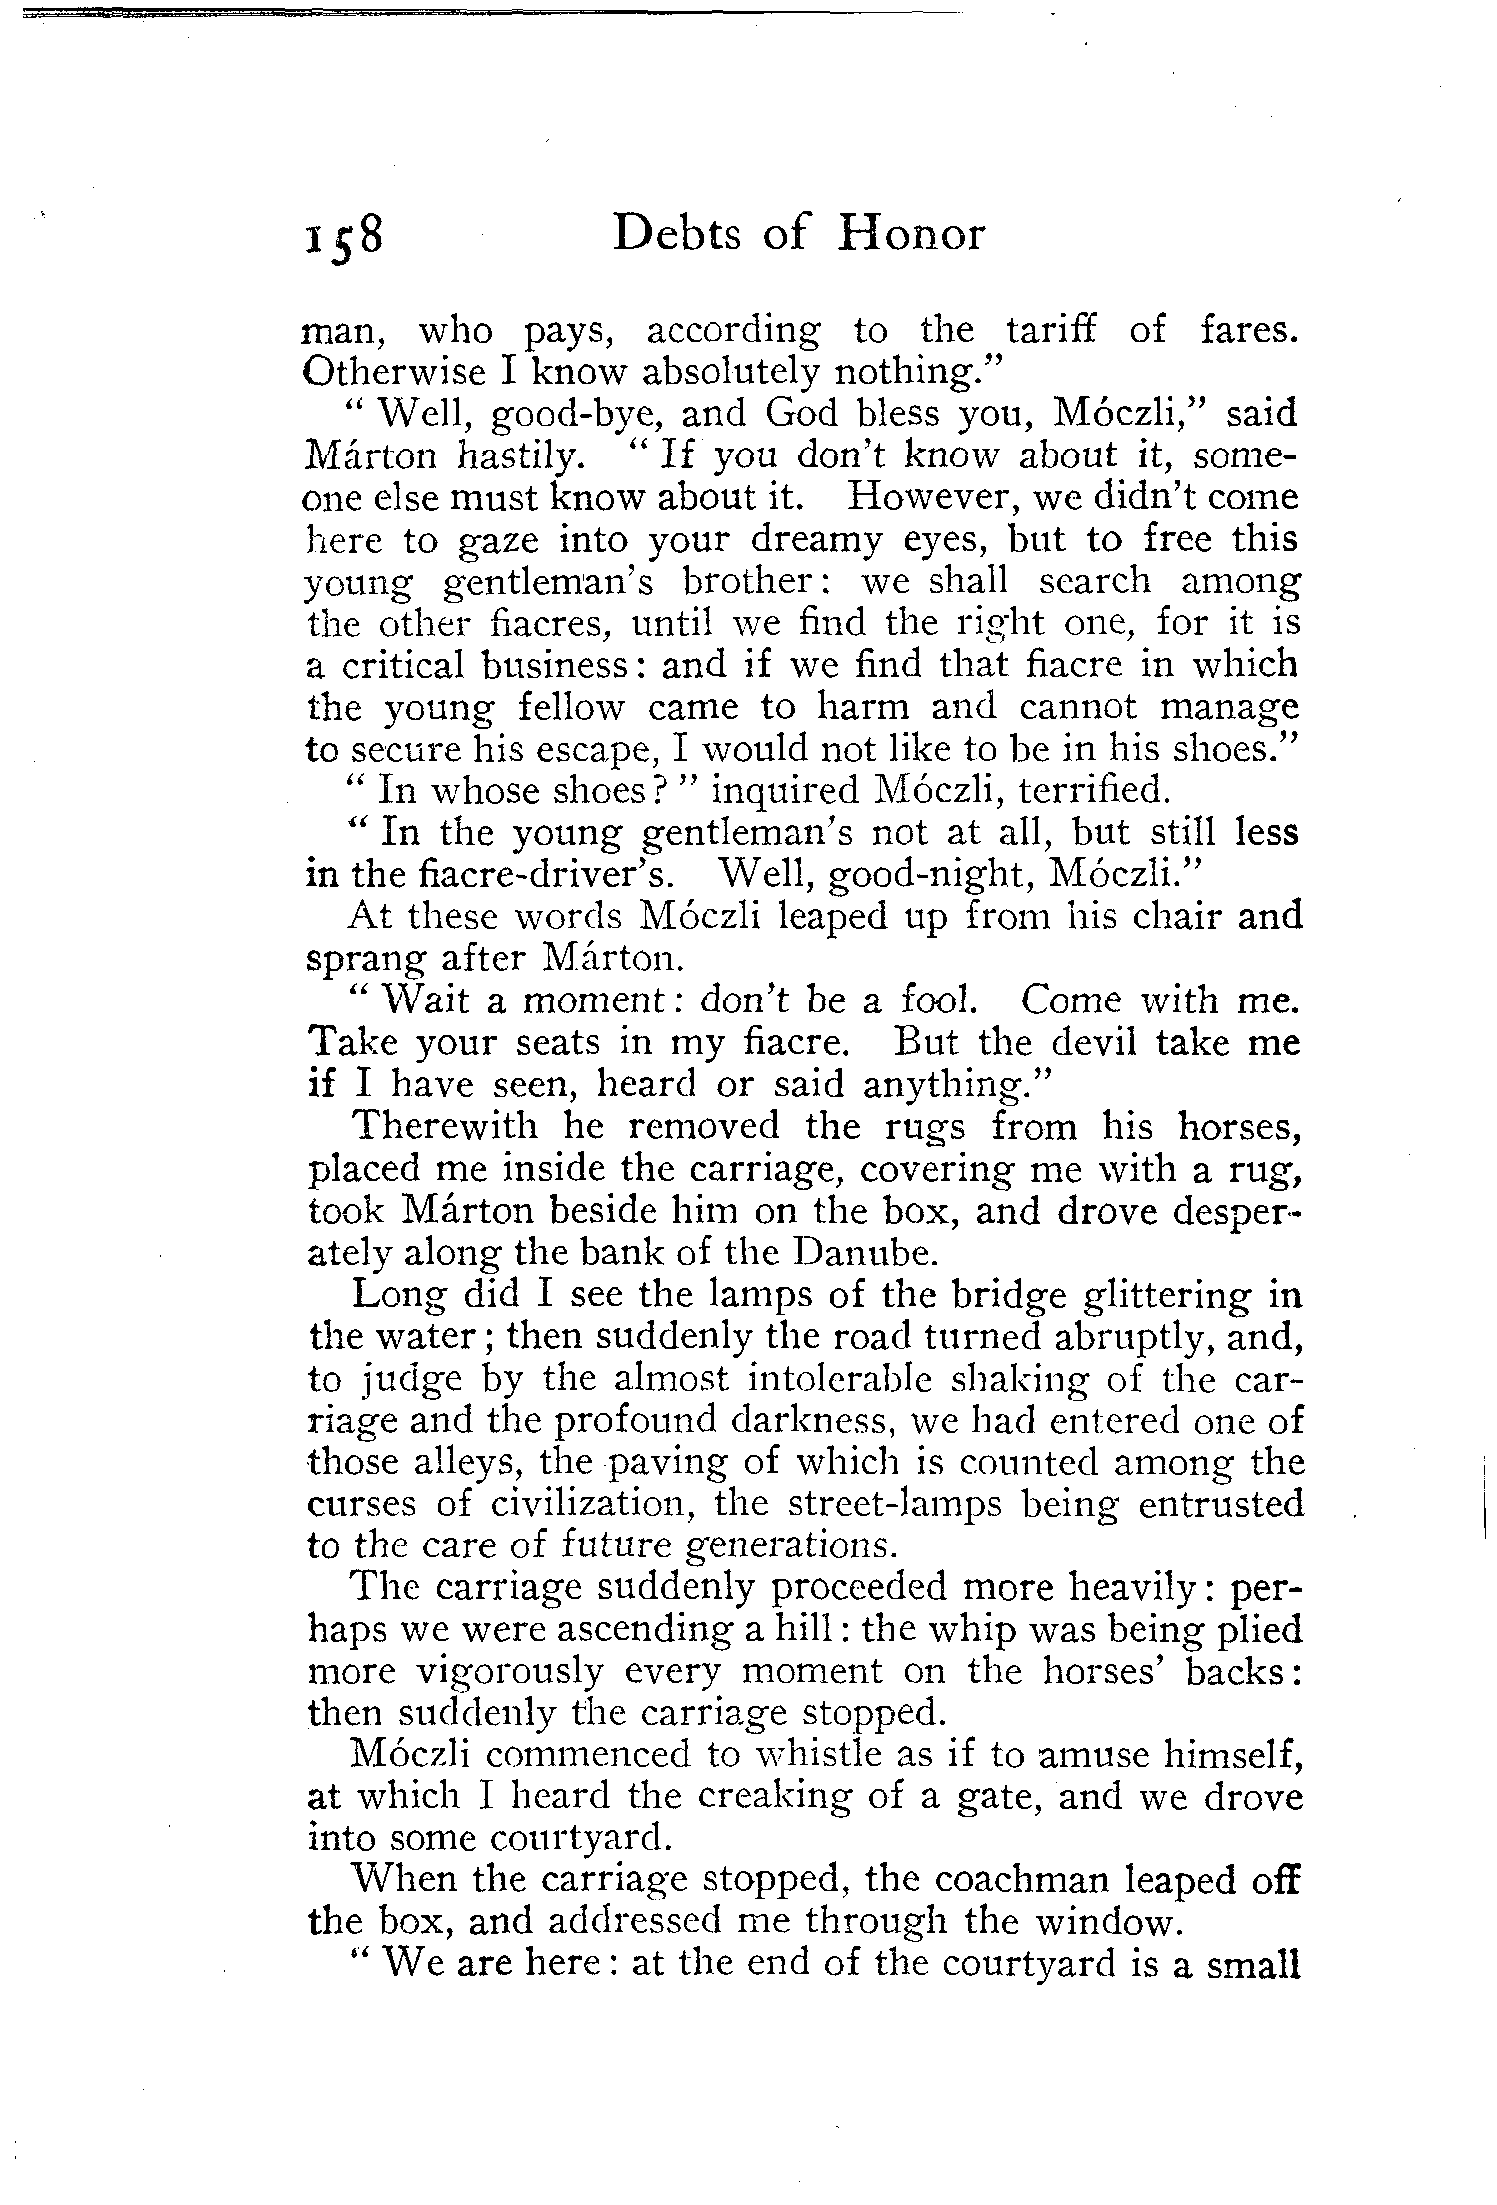 158 Debts of Honor
man, who pays, according to the tariff of fares.
Otherwise I know absolutely nothing."
" Well, good-bye, and God bless you, Móczli," said
Márton hastily. " If you don't know about it, some-
one else must know about it. However, we didn't come
here to gaze into your dreamy eyes, but to free this
young gentleman's brother: we shall search among
the other fiacres, until we find the right one, for it is
a critical business: and if we find that fiacre in which
the young fellow came to harm and cannot manage
to secure his escape, I would not like to be in his shoes."
" In whose shoes? " inquired Móczli, terrified.
" In the young gentleman's not at all, but still less
in the fiacre-driver's. Well, good-night, Móczli."
At these words Móczli leaped up from his chair and
sprang after Márton.
" Wait a moment: don't be a fool. Come with me.
Take your seats in my fiacre. But the devil take me
if I have seen, heard or said anything."
Therewith he removed the rugs from his horses,
placed me inside the carriage, covering me with a rug,
took Márton beside him on the box, and drove desper-
ately along the bank of the Danube.
Long did I see the lamps of the bridge glittering in
the water; then suddenly the road turned abruptly, and,
to judge by the almost intolerable shaking of the car-
riage and the profound darkness, we had entered one of
those alleys, the paving of which is counted among the
curses of civilization, the street-lamps being entrusted
to the care of future generations.
The carriage suddenly proceeded more heavily: per-
haps we were ascending a hill: the whip was being plied
more vigorously every moment on the horses' backs:
then suddenly the carriage stopped.
Móczli commenced to whistle as if to amuse himself,
at which I heard the creaking of a gate, and we drove
into some courtyard.
When the carriage stopped, the coachman leaped off
the box, and addressed me through the window.
" We are here: at the end of the courtyard is a small